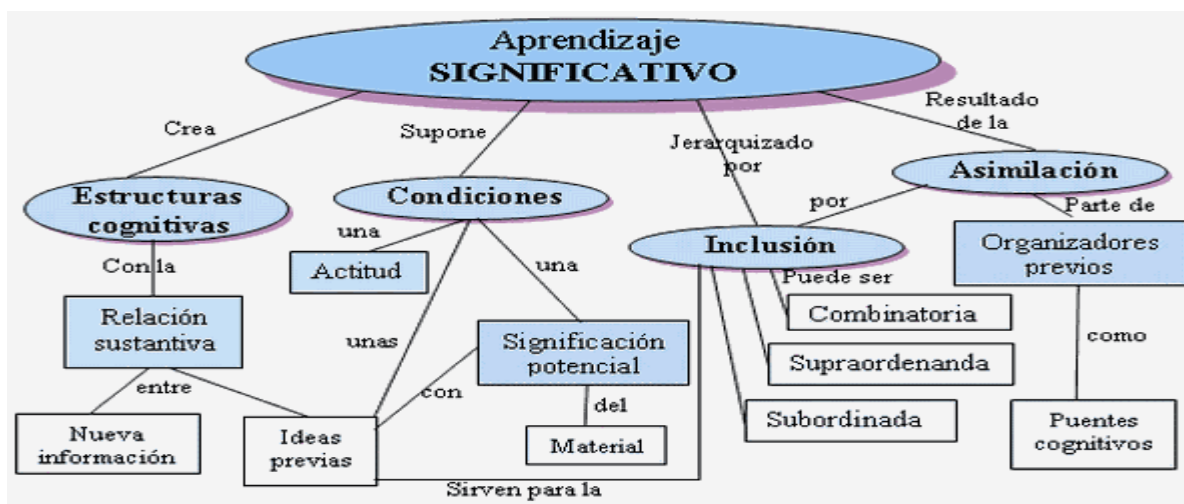 Aprendizaje
SIGNIFICATIVO
Crea
Supone
Jerarquizado
por
Resultado
de la
Estructuras
cognitivas
Condiciones
Asimilación
por
Parte de
Inclusión
Organizadores
previos
Con la
una
Actitud
una
Puede ser
Combinatoria
Relación
sustantiva
unas
Significación
potencial
Supraordenanda
como
entre
con
del
Subordinada
Nueva
información
Ideas
previas
Material
Puentes
cognitivos
Sirven para la